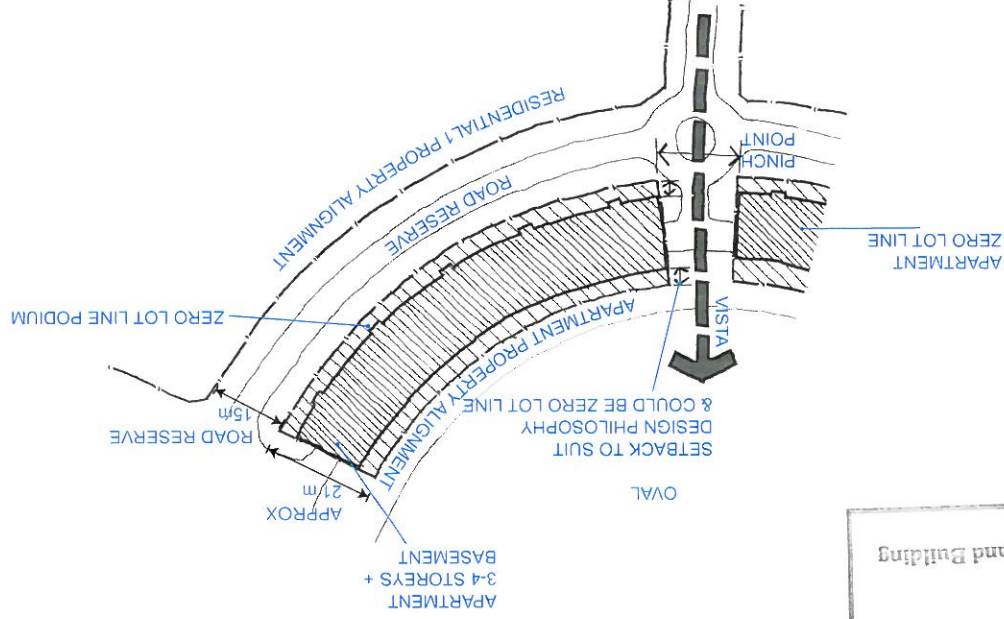 and Building
APARTMENT
3-4 STOREYS +
BASEMENT
APPROX
21m
OVAL
SETBACK TO SUIT
DESIGN PHILOSOPHY
& COULD BE ZERO LOT LINE
ROAD RESERVE
15m
APARTMENT PROPERTY ALIGNMENT
VISTA
ZERO LOT LINE PODIUM
APARTMENT
ZERO LOT LINE
ROAD RESERVE
PINCH
POINT
RESIDENTIAL 1 PROPERTY ALIGNMENT